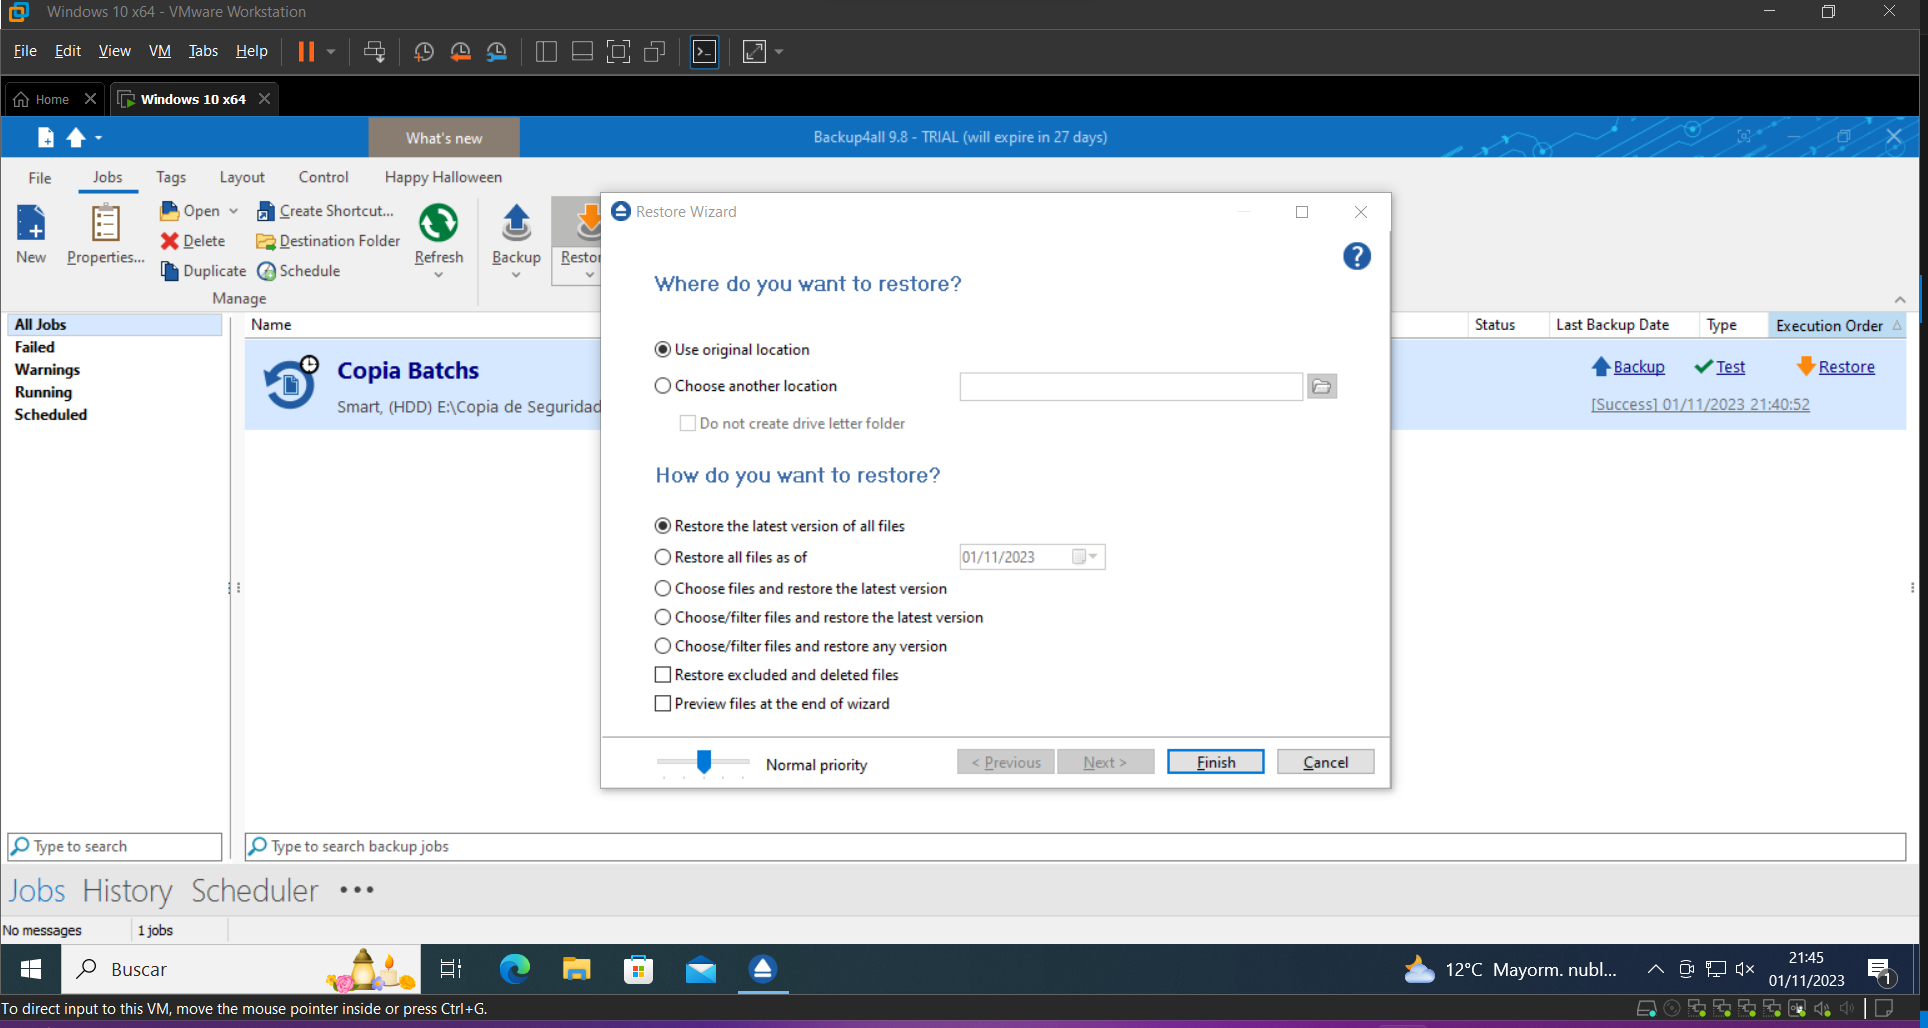 Windows 10 x64 - VMware Workstation
File Edit View VM Tabs Help
Home Windows 10 x64
What's new Backup4all 9.8 - TRIAL (will expire in 27 days)
File Jobs Tags Layout Control Happy Halloween
Open Create Shortcut...
Delete Destination Folder
New Properties... Duplicate Schedule Refresh Backup Restor
Manage
Restore Wizard
Where do you want to restore?
Use original location
Choose another location
Do not create drive letter folder
How do you want to restore?
Restore the latest version of all files
Restore all files as of 01/11/2023
Choose files and restore the latest version
Choose/filter files and restore the latest version
Choose/filter files and restore any version
Restore excluded and deleted files
Preview files at the end of wizard
Normal priority < Previous Next > Finish Cancel
All Jobs
Failed
Warnings
Running
Scheduled
Name Status Last Backup Date Type Execution Order
Copia Batchs Backup Test Restore
Smart, (HDD) E:\Copia de Seguridad [Success] 01/11/2023 21:40:52
Type to search Type to search backup jobs
Jobs History Scheduler •••
No messages 1 jobs
Buscar 12°C Mayorm. nubl... 21:45
01/11/2023 1
To direct input to this VM, move the mouse pointer inside or press Ctrl+G.